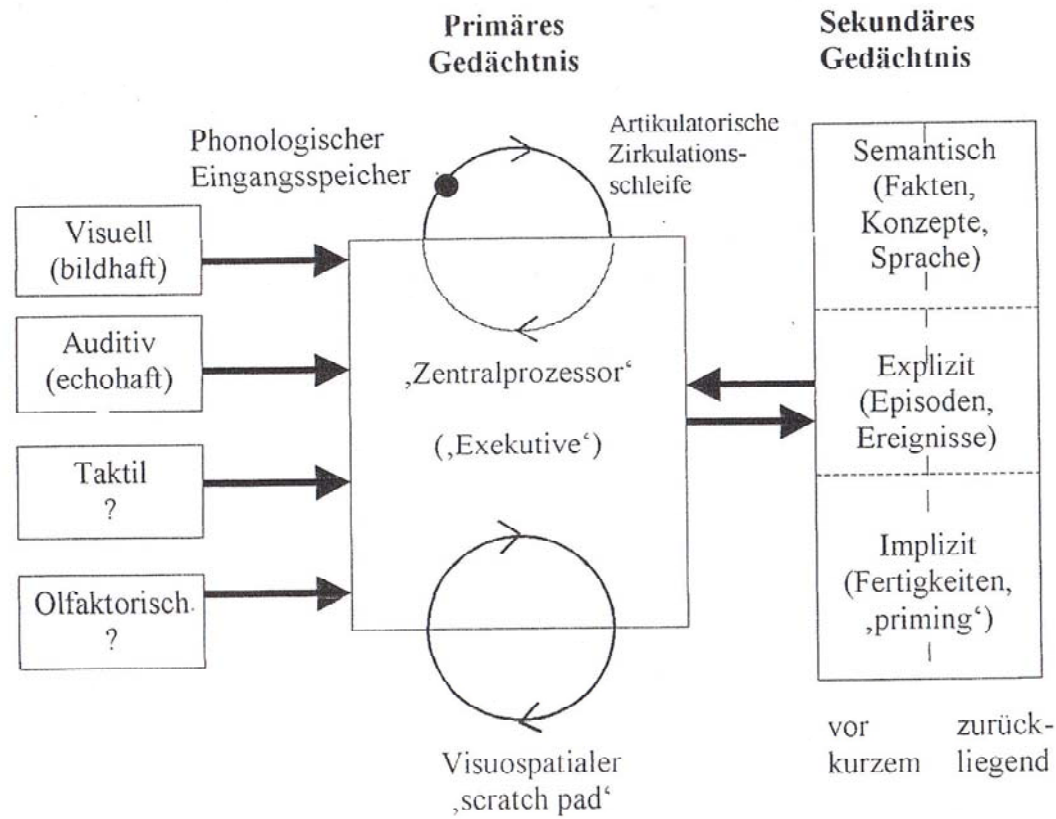 Primäres
Gedächtnis
Sekundäres
Gedächtnis
Phonologischer
Eingangsspeicher
Artikulatorische
Zirkulations-
schleife
Visuell
(bildhaft)
Auditiv
(echohaft)
Taktil
?
Olfaktorisch
?
‚Zentralprozessor‘
(‚Exekutive‘)
Visuospatialer
‚scratch pad‘
Semantisch
(Fakten,
Konzepte,
Sprache)
Explizit
(Episoden,
Ereignisse)
Implizit
(Fertigkeiten,
‚priming‘)
vor
kurzem
zurück-
liegend